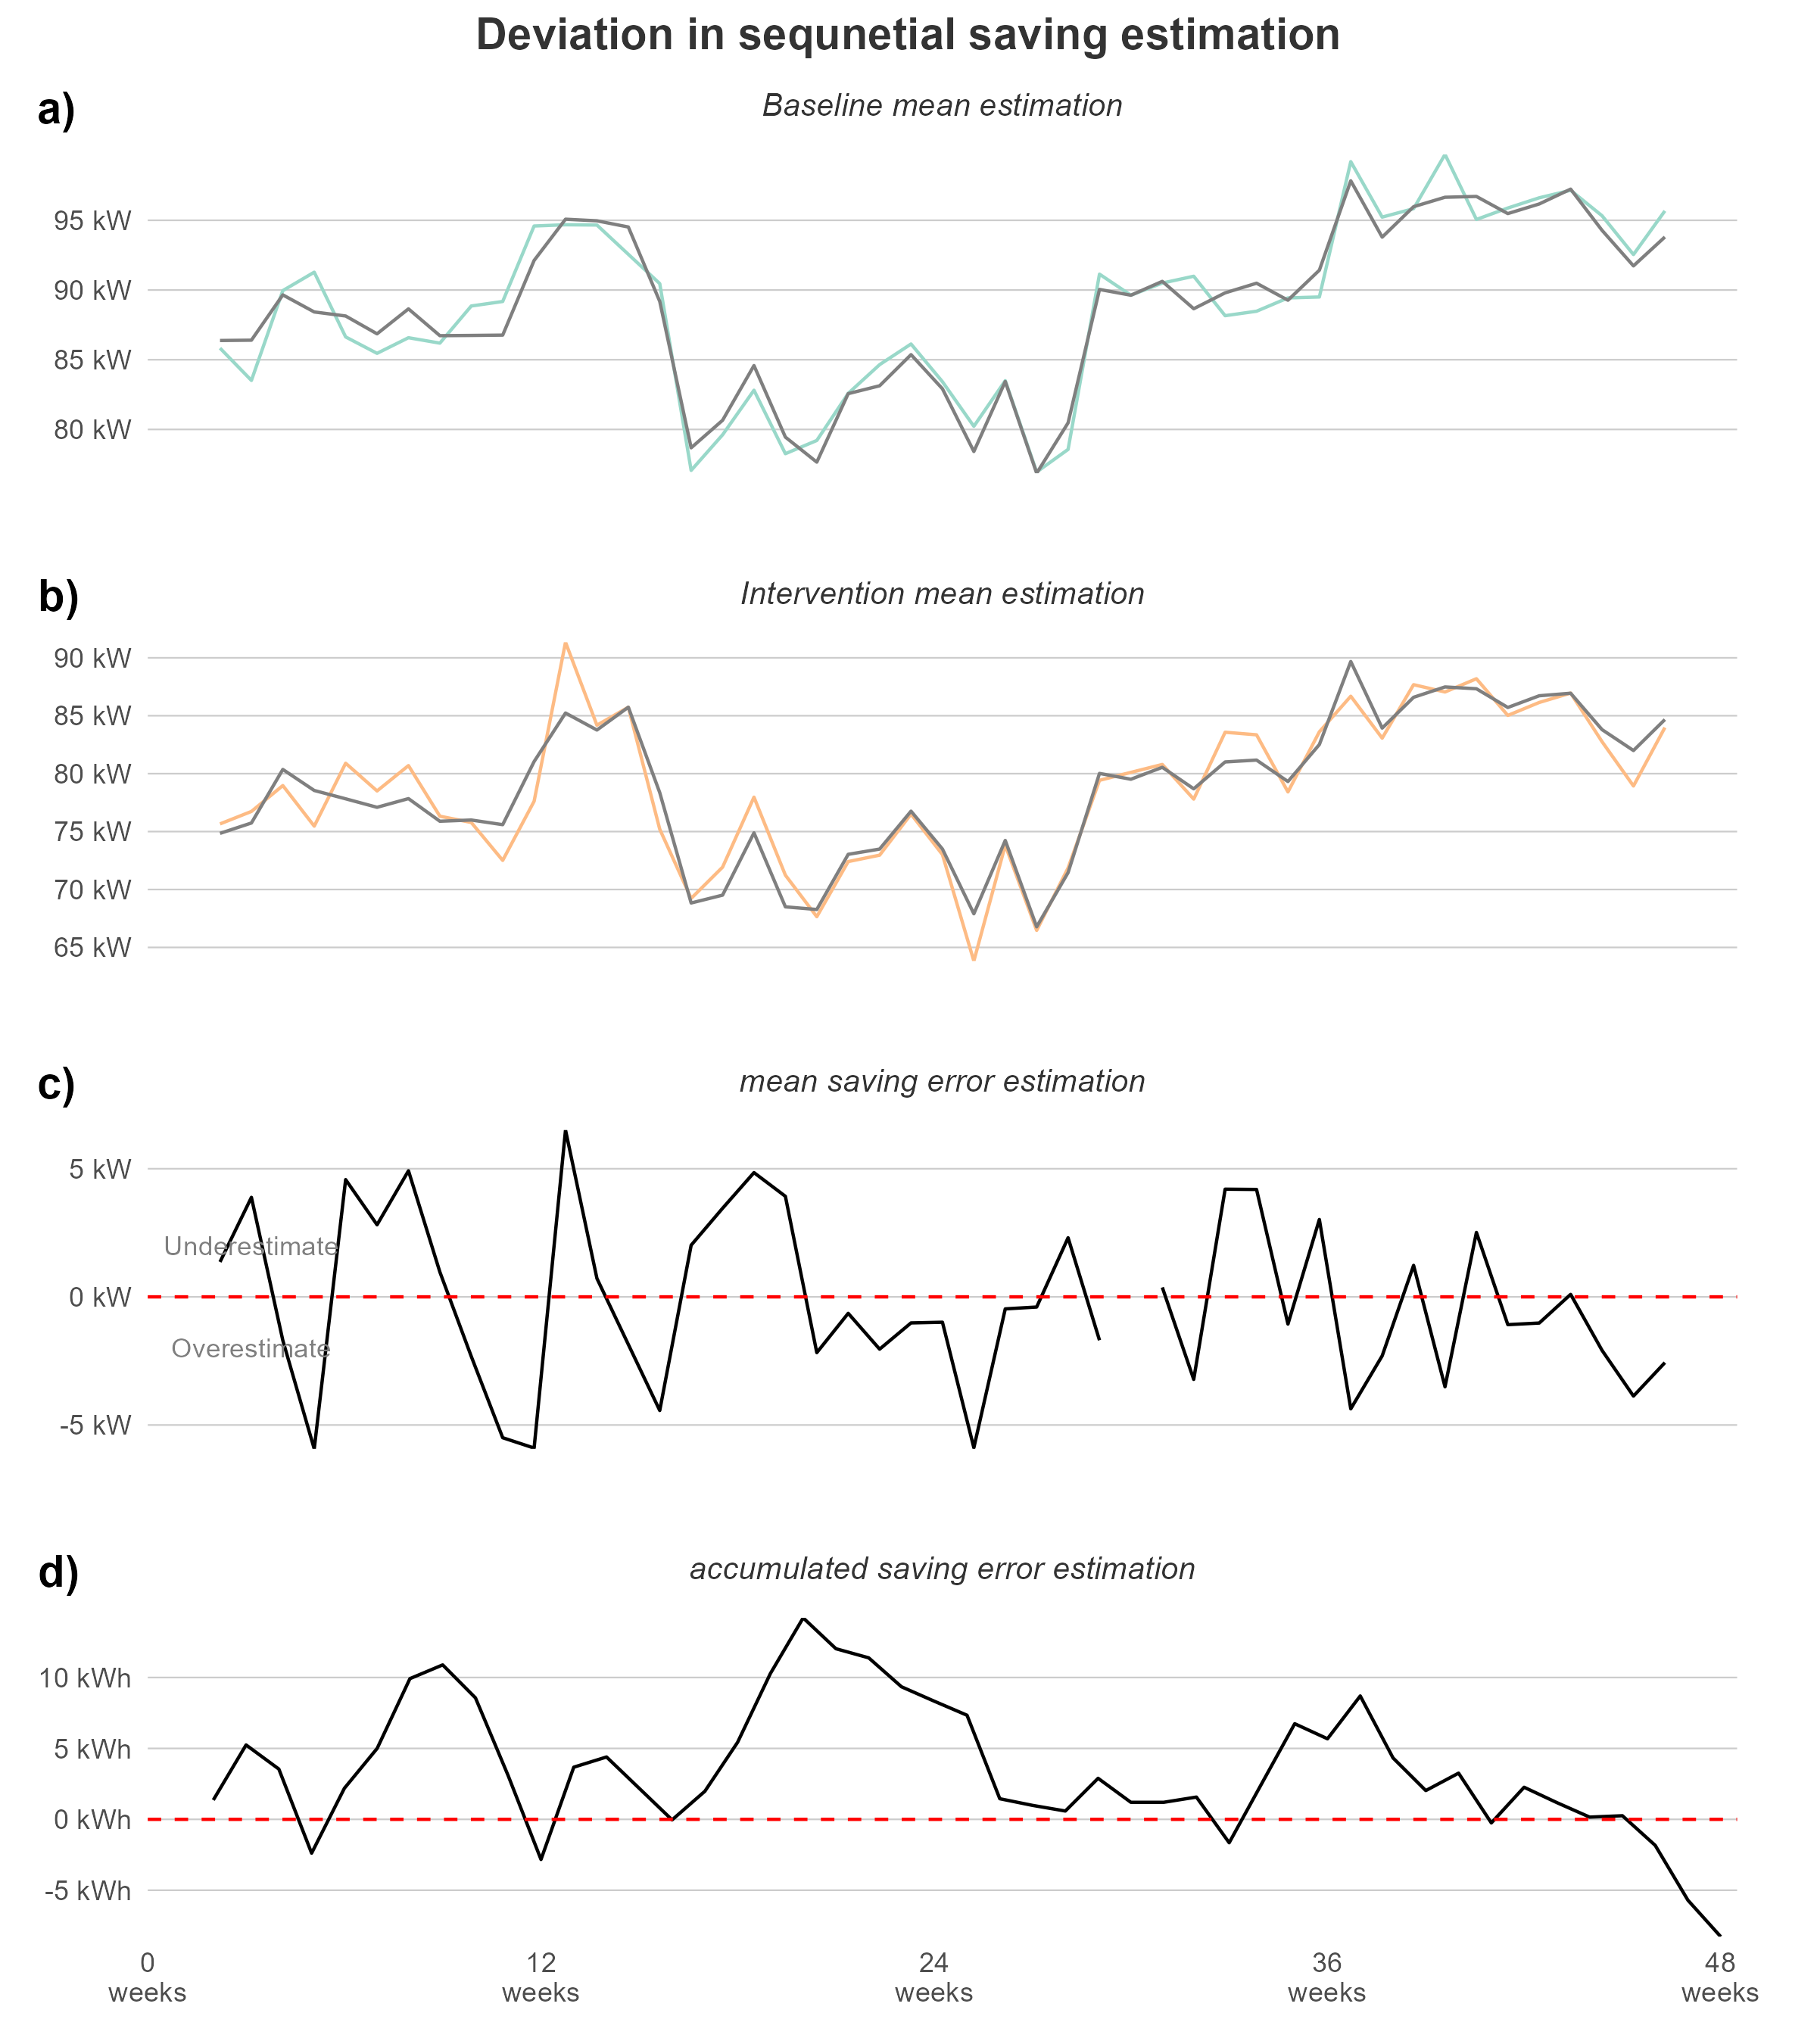 Deviation in sequnetial saving estimation
a)
Baseline mean estimation
95 kW
90 kW
85 kW
80 kW
b)
Intervention mean estimation
90 kW
85 kW
80 kW
75 kW
70 kW
65 kW
c)
mean saving error estimation
5 kW
Underestimate
0 kW
Overestimate
-5 kW
d)
accumulated saving error estimation
10 kWh
5 kWh
0 kWh
-5 kWh
0 12 24 36 48
weeks weeks weeks weeks weeks